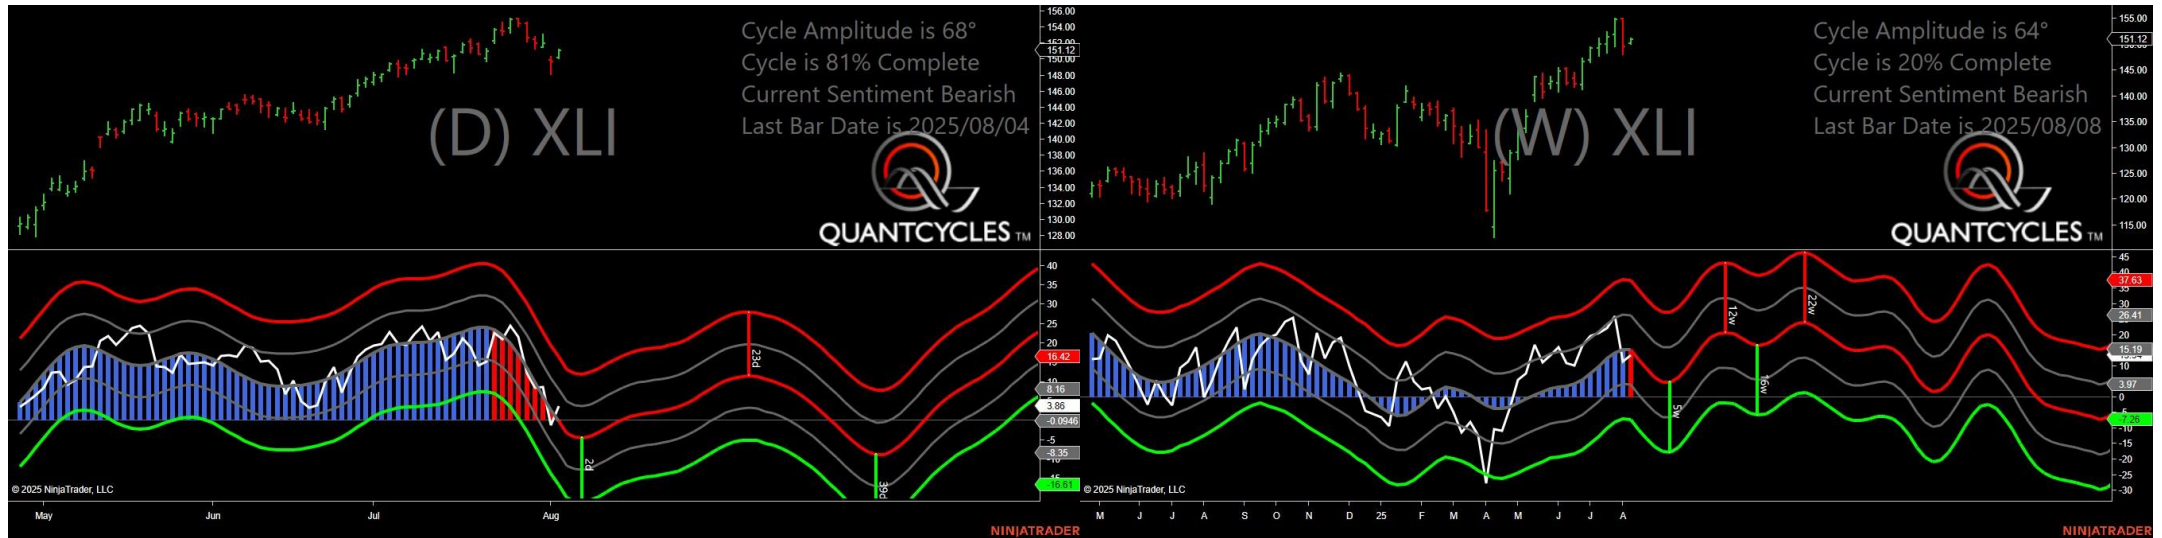 Cycle Amplitude is 68°
Cycle is 81% Complete
Current Sentiment Bearish
Last Bar Date is 2025/08/04
(D) XLI
QUANTCYCLES TM
156.00
154.00
151.12
150.00
148.00
146.00
144.00
142.00
140.00
138.00
136.00
134.00
132.00
130.00
128.00
40
35
30
25
20
16.42
8.16
3.86
-0.0946
-5
-8.35
-16.61
2d
23d
39d
© 2025 NinjaTrader, LLC
May Jun Jul Aug
NINJATRADER
Cycle Amplitude is 64°
Cycle is 20% Complete
Current Sentiment Bearish
Last Bar Date is 2025/08/08
(W) XLI
QUANTCYCLES TM
155.00
151.12
145.00
140.00
135.00
130.00
125.00
120.00
115.00
45
37.63
35
26.41
20
15.19
3.97
0
-7.26
-10
-15
-20
-25
-30
5w
12w
16w
22w
© 2025 NinjaTrader, LLC
M J J A S O N D 25 F M A M J J A
NINJATRADER